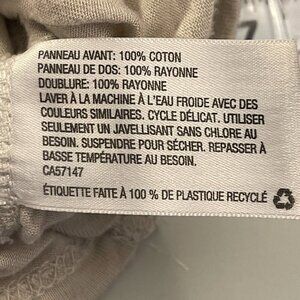 PANNEAU AVANT: 100% COTON
PANNEAU DE DOS: 100% RAYONNE
DOUBLURE: 100% RAYONNE
LAVER À LA MACHINE À L'EAU FROIDE AVEC DES
COULEURS SIMILAIRES. CYCLE DÉLICAT. UTILISER
SEULEMENT UN JAVELLISANT SANS CHLORE AU
BESOIN. SUSPENDRE POUR SÉCHER. REPASSER À
BASSE TEMPÉRATURE AU BESOIN.
CA57147
ÉTIQUETTE FAITE À 100 % DE PLASTIQUE RECYCLÉ